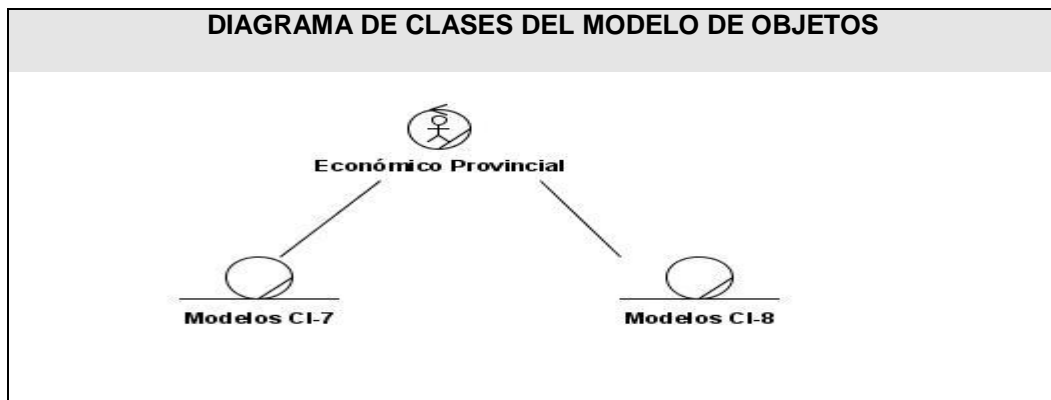 DIAGRAMA DE CLASES DEL MODELO DE OBJETOS
Económico Provincial
Modelos CI-7
Modelos CI-8